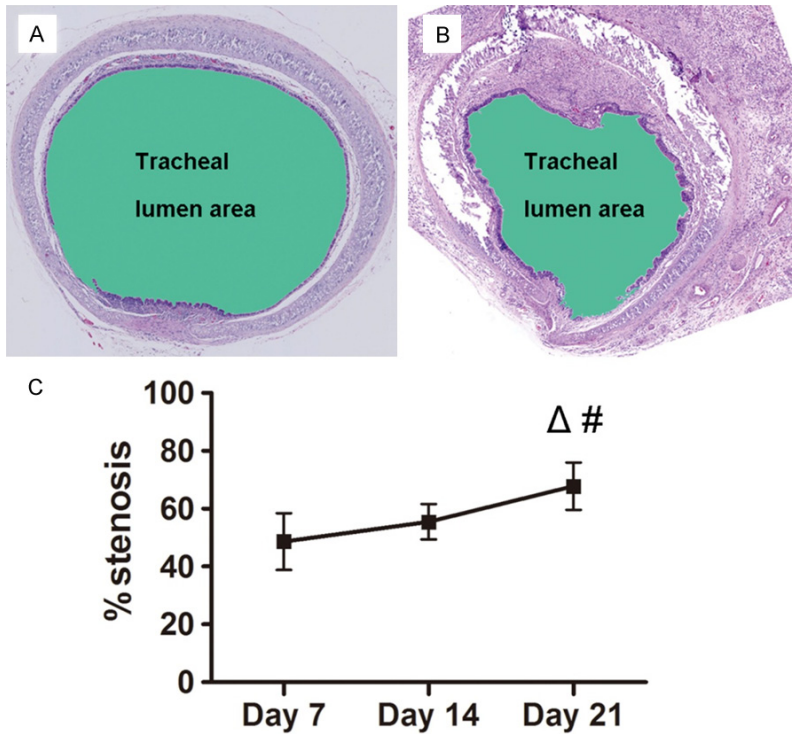 A
Tracheal
lumen area
B
Tracheal
lumen area
C
% stenosis
100
80
60
40
20
0
Δ #
Day 7
Day 14
Day 21